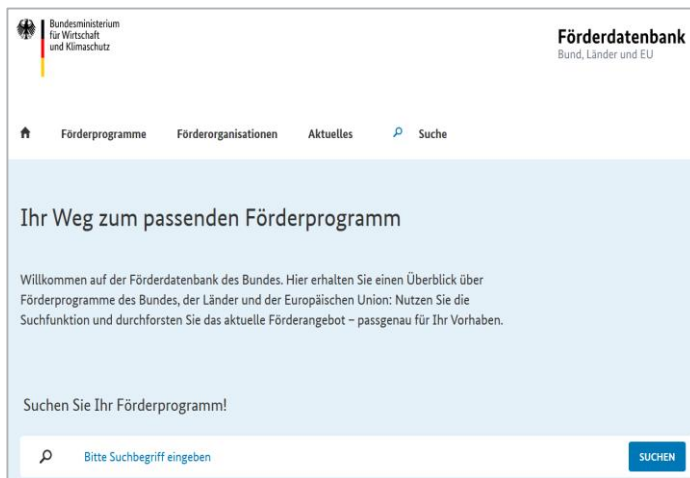 Bundesministerium
für Wirtschaft
und Klimaschutz
Förderdatenbank
Bund, Länder und EU
Förderprogramme Förderorganisationen Aktuelles Suche
Ihr Weg zum passenden Förderprogramm
Willkommen auf der Förderdatenbank des Bundes. Hier erhalten Sie einen Überblick über
Förderprogramme des Bundes, der Länder und der Europäischen Union: Nutzen Sie die
Suchfunktion und durchforsten Sie das aktuelle Förderangebot – passgenau für Ihr Vorhaben.
Suchen Sie Ihr Förderprogramm!
Bitte Suchbegriff eingeben SUCHEN